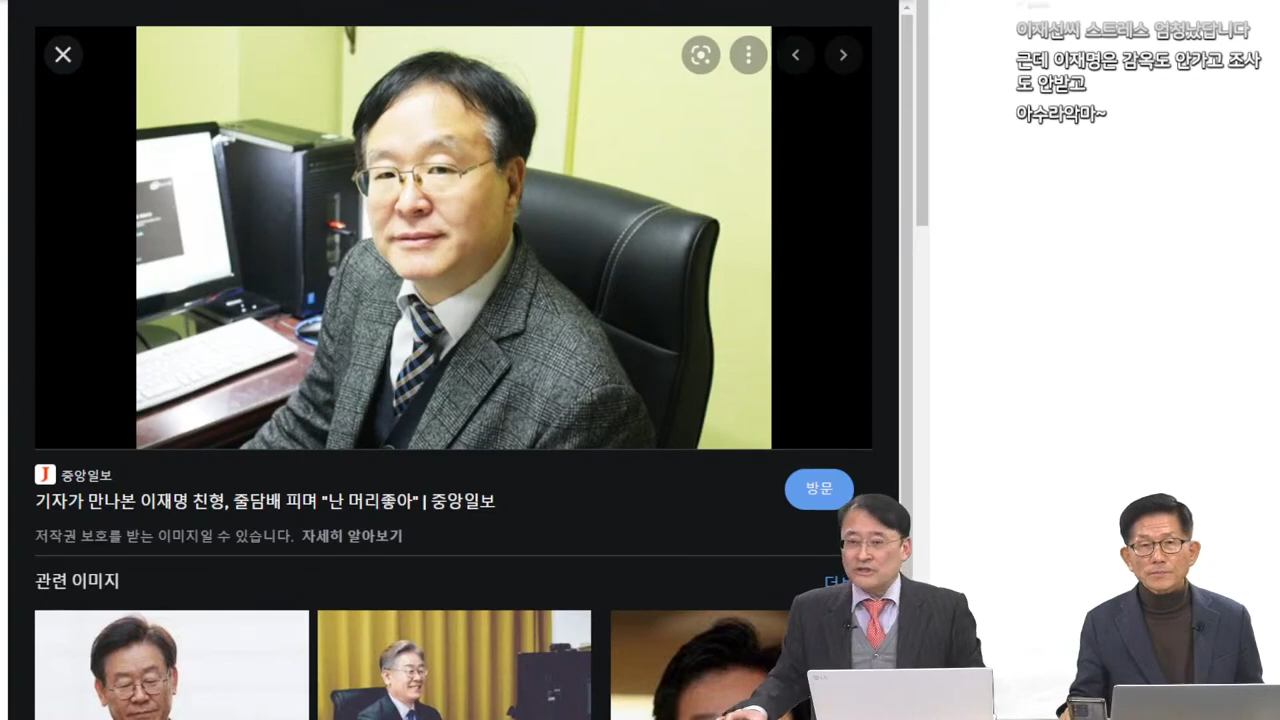 이재선씨 스트레스 엄청났답니다
근데 이재명은 감옥도 안가고 조사
도 안받고
아수라악마~
J 중앙일보
기자가 만나본 이재명 친형, 줄담배 피며 "난 머리좋아" | 중앙일보
방문
저작권 보호를 받는 이미지일 수 있습니다. 자세히 알아보기
관련 이미지